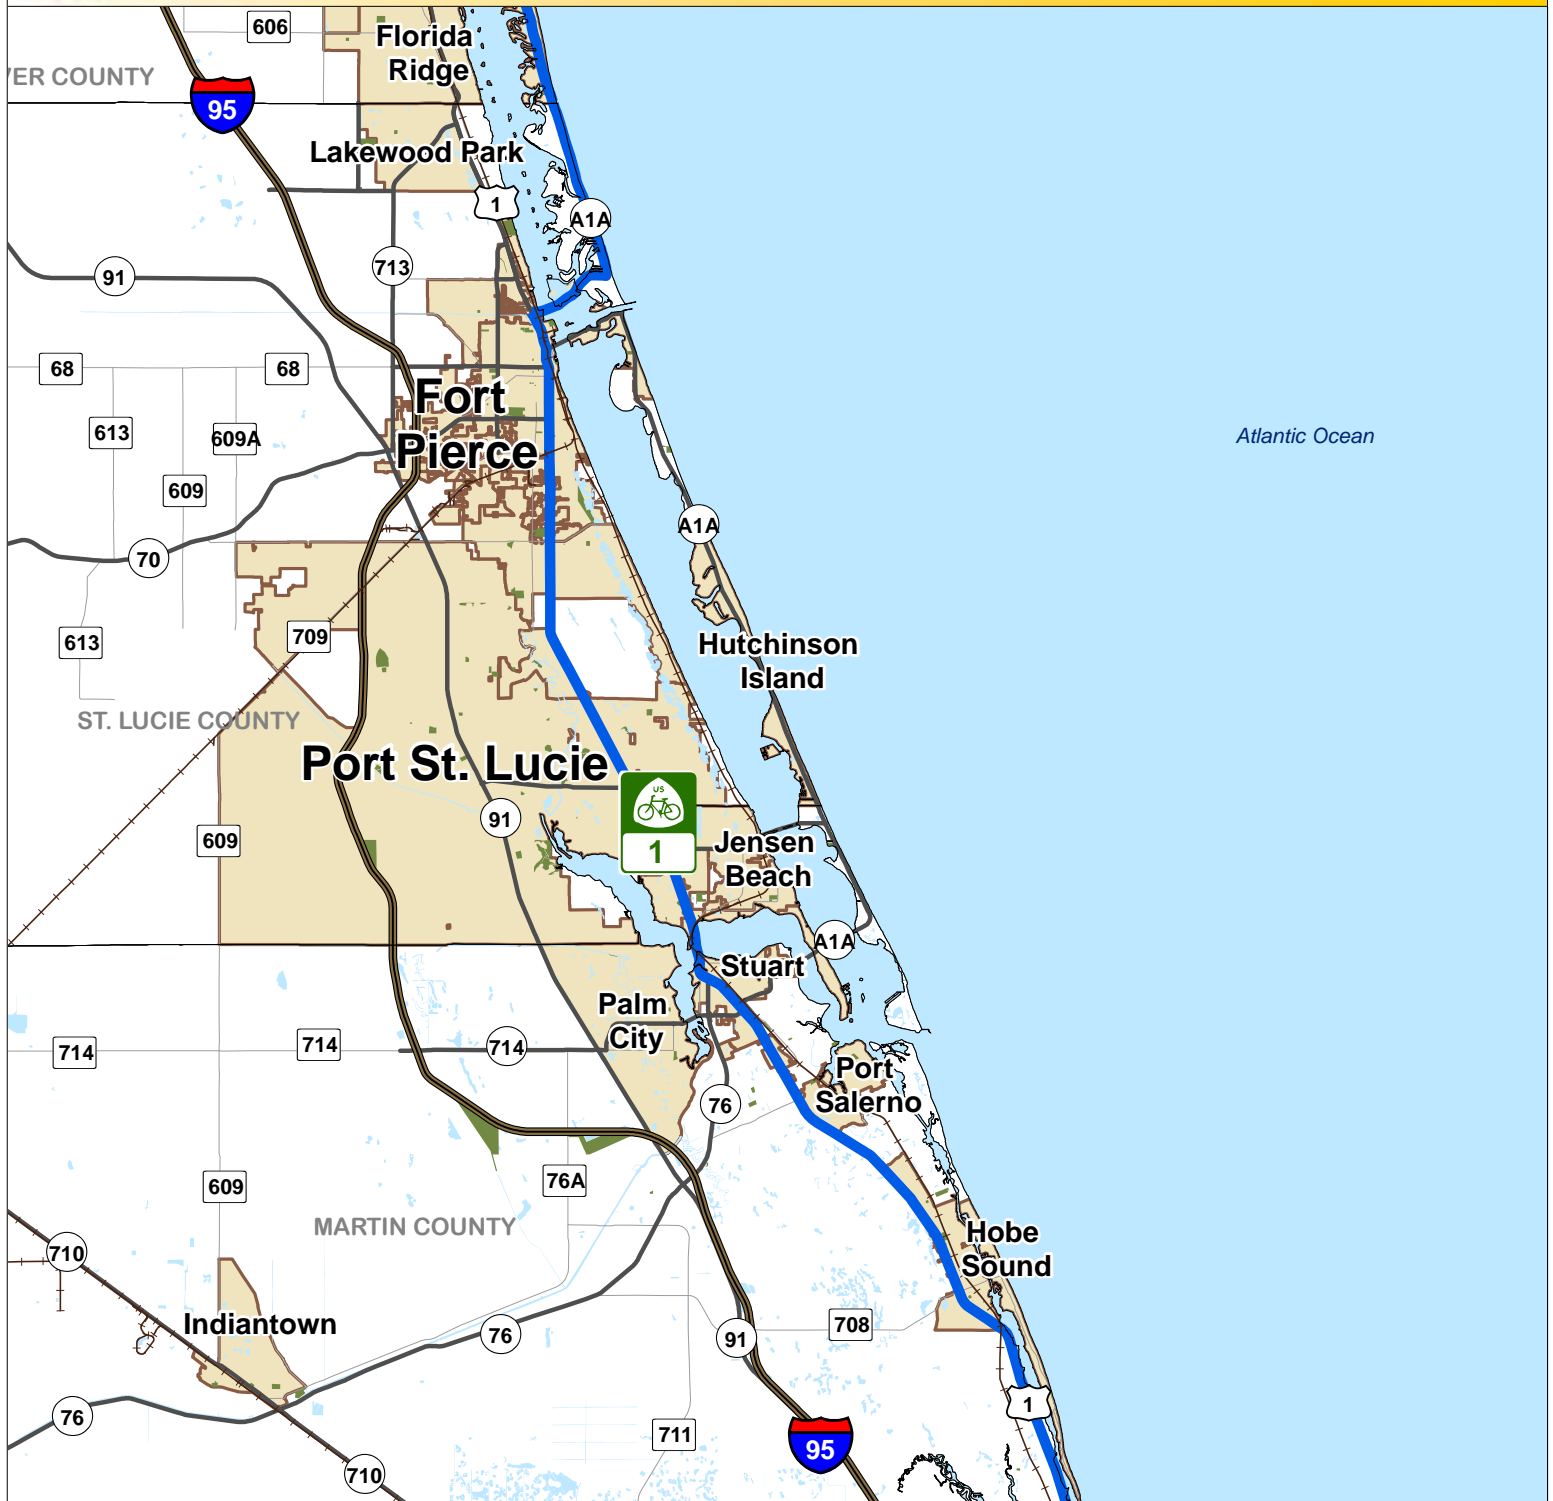 606
Florida
Ridge
VER COUNTY
95
Lakewood Park
1
A1A
713
91
68
68
Fort
Pierce
613
609A
609
Atlantic Ocean
A1A
70
613
709
Hutchinson
Island
ST. LUCIE COUNTY
Port St. Lucie
US
1
91
609
Jensen
Beach
A1A
Stuart
Palm
City
714
714
714
Port
Salerno
76
76A
609
MARTIN COUNTY
Hobe
Sound
710
Indiantown
76
91
708
76
711
1
95
710